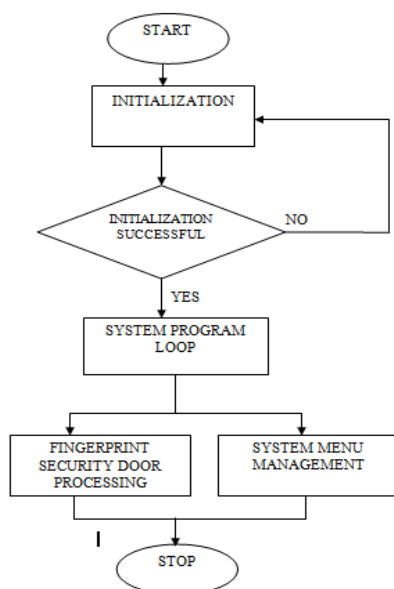 START
INITIALIZATION
INITIALIZATION
SUCCESSFUL
NO
YES
SYSTEM PROGRAM
LOOP
FINGERPRINT
SECURITY DOOR
PROCESSING
SYSTEM MENU
MANAGEMENT
STOP